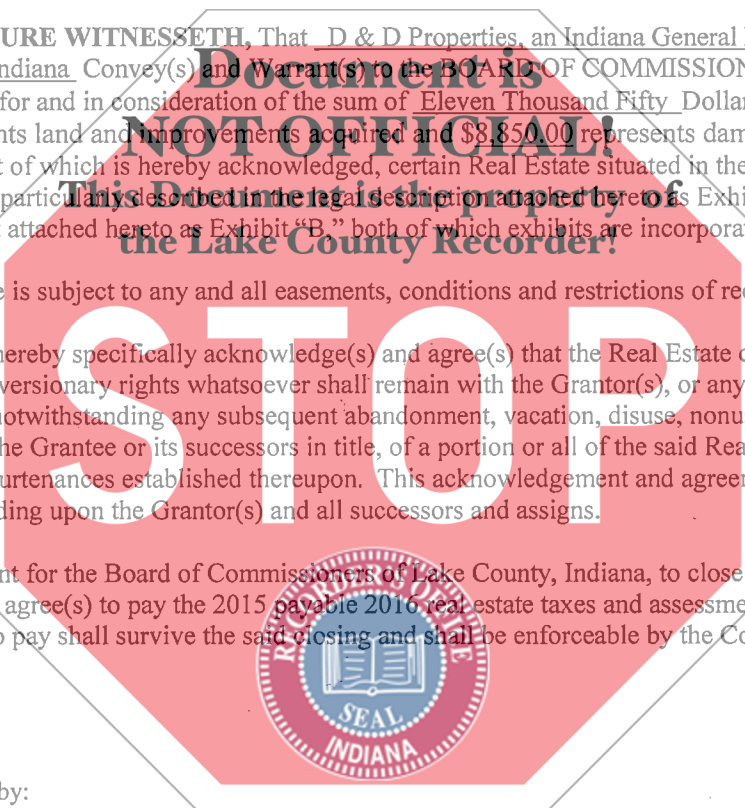 URE WITNESSETH, That D & D Properties, an Indiana General
Document is
ndiana Convey(s) and Warrant(s) to the BOARD OF COMMISSION
for and in consideration of the sum of Eleven Thousand Fifty Dollar
NOT OFFICIAL!
nts land and improvements acquired and $8,850.00 represents dam
t of which is hereby acknowledged, certain Real Estate situated in the
This Document is the property of
particularly described in the legal description attached hereto as Exhi
the Lake County Recorder!
t attached hereto as Exhibit “B,” both of which exhibits are incorpora
e is subject to any and all easements, conditions and restrictions of rec
STOP
hereby specifically acknowledge(s) and agree(s) that the Real Estate c
versionary rights whatsoever shall remain with the Grantor(s), or any
notwithstanding any subsequent abandonment, vacation, disuse, nonu
he Grantee or its successors in title, of a portion or all of the said Rea
urtenances established thereupon. This acknowledgement and agreer
ding upon the Grantor(s) and all successors and assigns.
nt for the Board of Commissioners of Lake County, Indiana, to close
agree(s) to pay the 2015 payable 2016 real estate taxes and assessme
o pay shall survive the said closing and shall be enforceable by the Co
RECORDER'S OFFICE
SEAL
INDIANA
by: